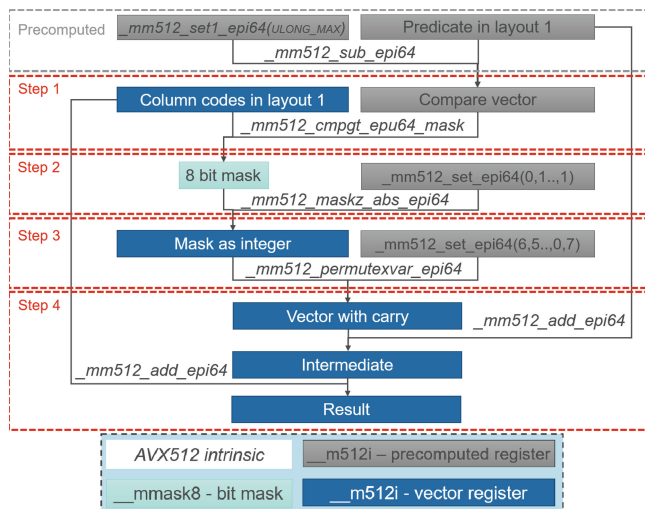 Precomputed
_mm512_set1_epi64(ULONG_MAX)
Predicate in layout 1
_mm512_sub_epi64
Step 1
Column codes in layout 1
Compare vector
_mm512_cmpgt_epu64_mask
Step 2
8 bit mask
_mm512_set_epi64(0,1..,1)
_mm512_maskz_abs_epi64
Step 3
Mask as integer
_mm512_set_epi64(6,5..,0,7)
_mm512_permutexvar_epi64
Step 4
Vector with carry
_mm512_add_epi64
Intermediate
_mm512_add_epi64
Result
AVX512 intrinsic
__m512i – precomputed register
__mmask8 - bit mask
__m512i - vector register